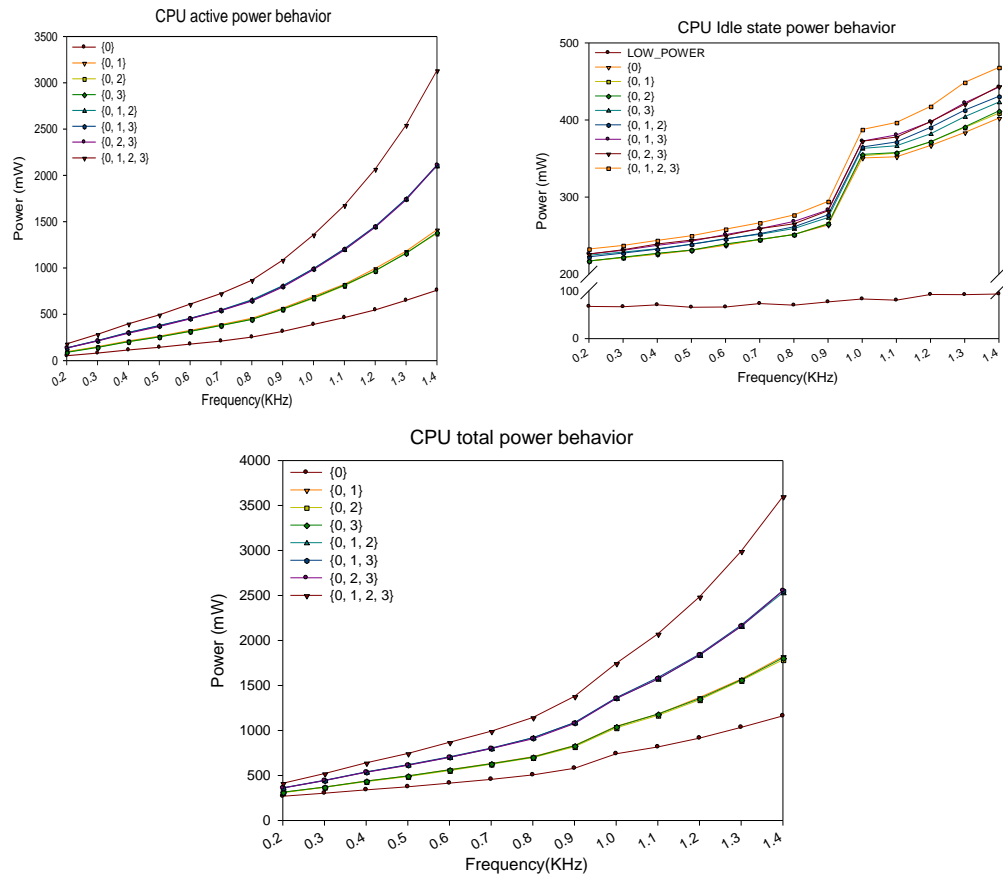 CPU active power behavior
3500
3000
2500
2000
1500
1000
500
0
Power (mW)
{0}
{0, 1}
{0, 2}
{0, 3}
{0, 1, 2}
{0, 1, 3}
{0, 2, 3}
{0, 1, 2, 3}
0.2 0.3 0.4 0.5 0.6 0.7 0.8 0.9 1.0 1.1 1.2 1.3 1.4
Frequency(KHz)
CPU Idle state power behavior
500
400
300
200
100
0
Power (mW)
LOW_POWER
{0}
{0, 1}
{0, 2}
{0, 3}
{0, 1, 2}
{0, 1, 3}
{0, 2, 3}
{0, 1, 2, 3}
0.2 0.3 0.4 0.5 0.6 0.7 0.8 0.9 1.0 1.1 1.2 1.3 1.4
Frequency(KHz)
CPU total power behavior
4000
3500
3000
2500
2000
1500
1000
500
0
Power (mW)
{0}
{0, 1}
{0, 2}
{0, 3}
{0, 1, 2}
{0, 1, 3}
{0, 2, 3}
{0, 1, 2, 3}
0.2 0.3 0.4 0.5 0.6 0.7 0.8 0.9 1.0 1.1 1.2 1.3 1.4
Frequency(KHz)